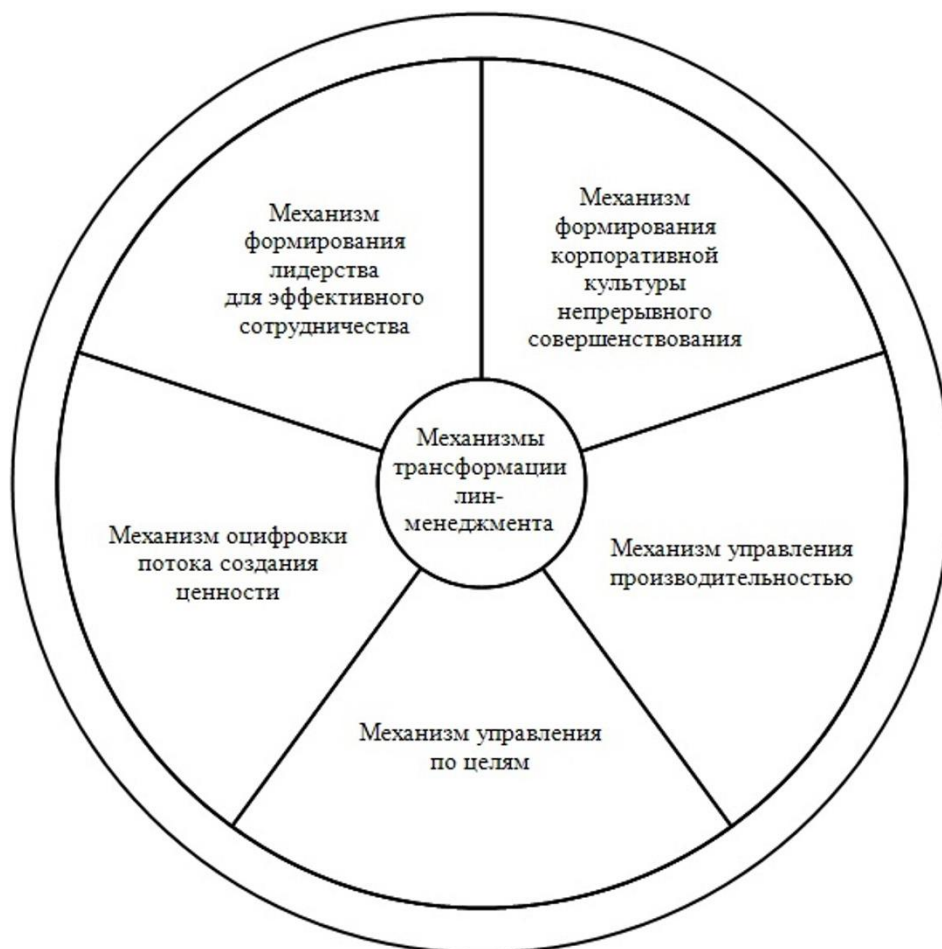 Механизм
формирования
лидерства
для эффективного
сотрудничества
Механизм
формирования
корпоративной
культуры
непрерывного
совершенствования
Механизмы
трансформации
лин-
менеджмента
Механизм оцифровки
потока создания
ценности
Механизм управления
производительностью
Механизм управления
по целям